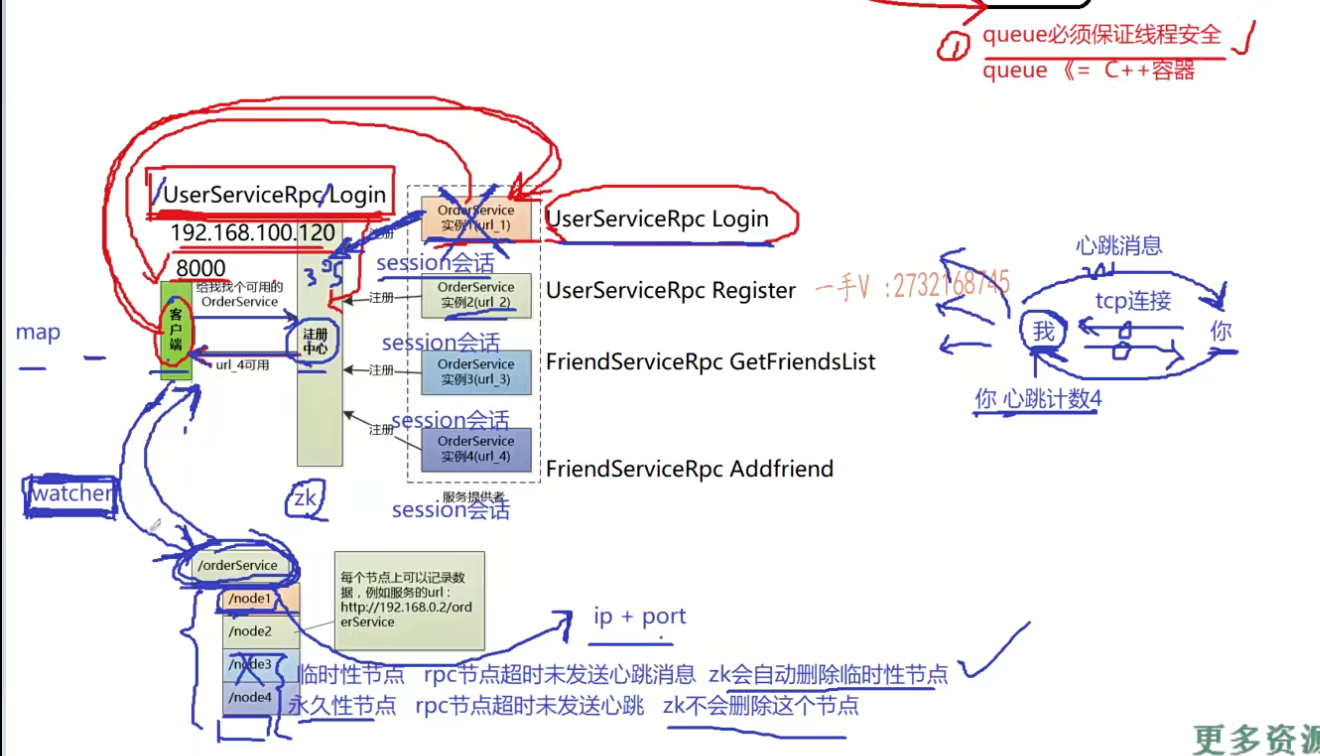 queue必须保证线程安全
queue 《= C++容器
/UserServiceRpc/Login
192.168.100.120
8000
给我找个可用的
OrderService
客户端
map
注册
中心
url_4可用
watcher
zk
OrderService
实例1(url_1)
注册
session会话
OrderService
实例2(url_2)
注册
session会话
OrderService
实例3(url_3)
注册
session会话
OrderService
实例4(url_4)
注册
服务提供者
session会话
UserServiceRpc Login
UserServiceRpc Register
FriendServiceRpc GetFriendsList
FriendServiceRpc Addfriend
一手V :2732168745
心跳消息
tcp连接
我
你
你 心跳计数4
/orderService
/node1
/node2
/node3
/node4
每个节点上可以记录数
据，例如服务的url：
http://192.168.0.2/ord
erService
ip + port
临时性节点 rpc节点超时未发送心跳消息 zk会自动删除临时性节点
永久性节点 rpc节点超时未发送心跳 zk不会删除这个节点
更多资源